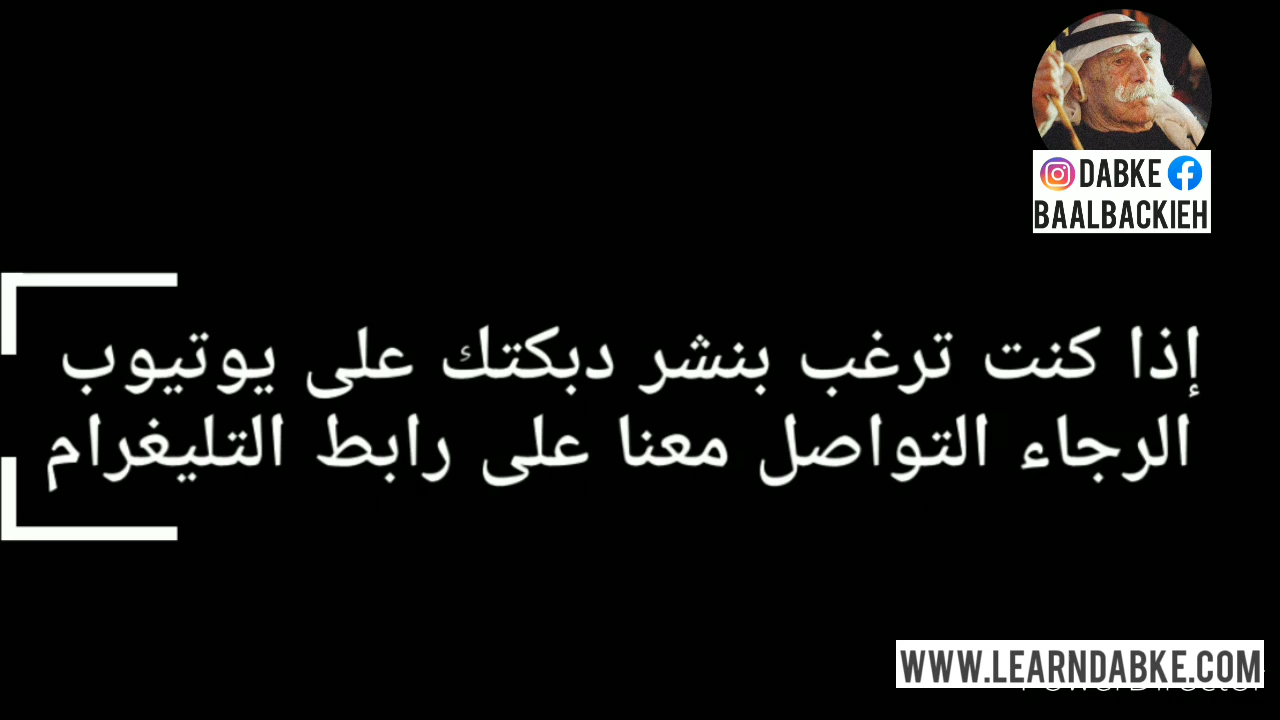 DABKE
BAALBACKIEH
إذا كنت ترغب بنشر دبكتك على يوتيوب
الرجاء التواصل معنا على رابط التليغرام
WWW.LEARNDABKE.COM